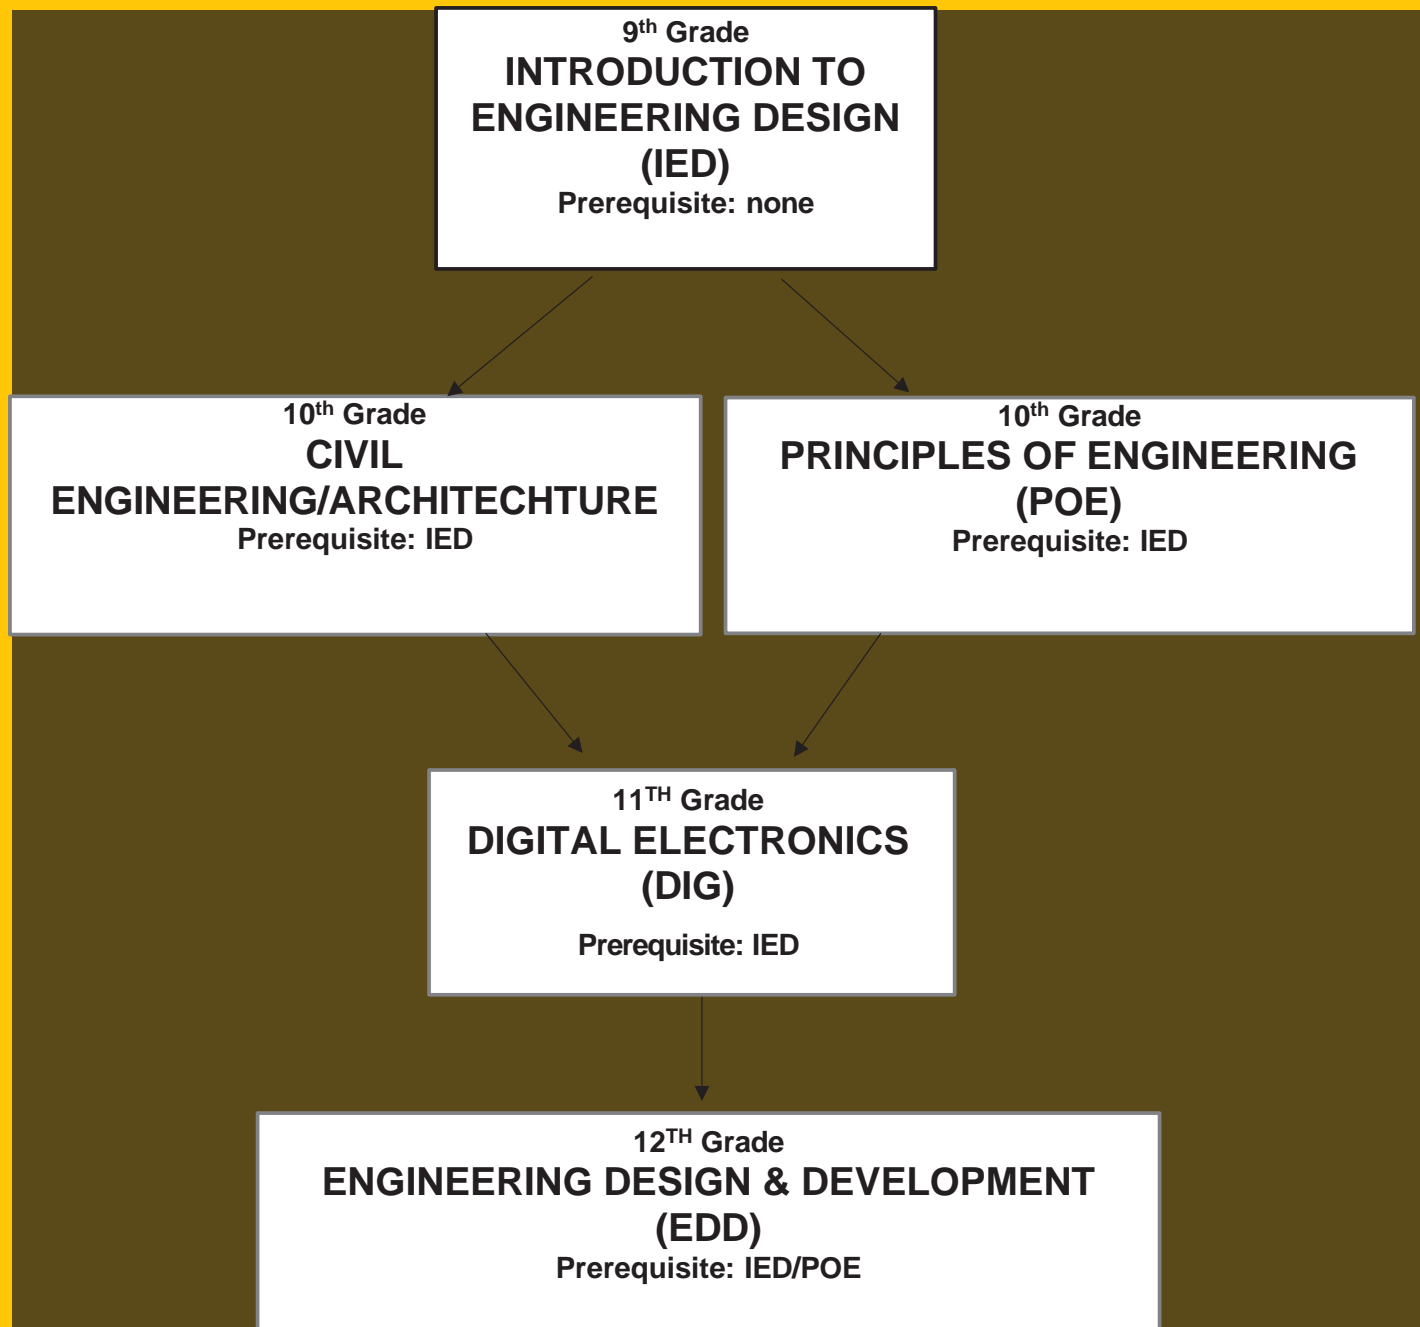 9th Grade
INTRODUCTION TO
ENGINEERING DESIGN
(IED)
Prerequisite: none
10th Grade
CIVIL
ENGINEERING/ARCHITECHTURE
Prerequisite: IED
10th Grade
PRINCIPLES OF ENGINEERING
(POE)
Prerequisite: IED
11TH Grade
DIGITAL ELECTRONICS
(DIG)
Prerequisite: IED
12TH Grade
ENGINEERING DESIGN & DEVELOPMENT
(EDD)
Prerequisite: IED/POE